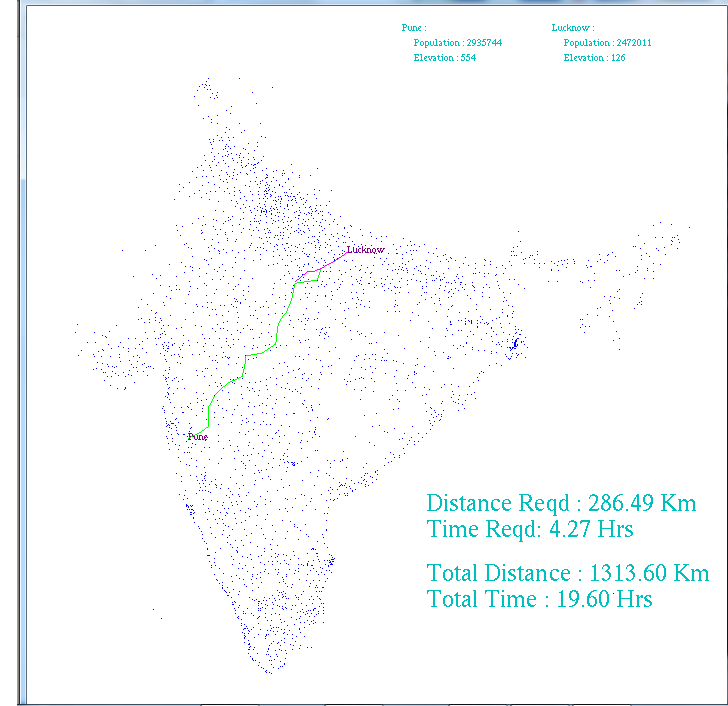 Pune :
Population : 2935744
Elevation : 554
Lucknow :
Population : 2472011
Elevation : 126
Lucknow
Pune
Distance Reqd : 286.49 Km
Time Reqd: 4.27 Hrs
Total Distance : 1313.60 Km
Total Time : 19.60 Hrs